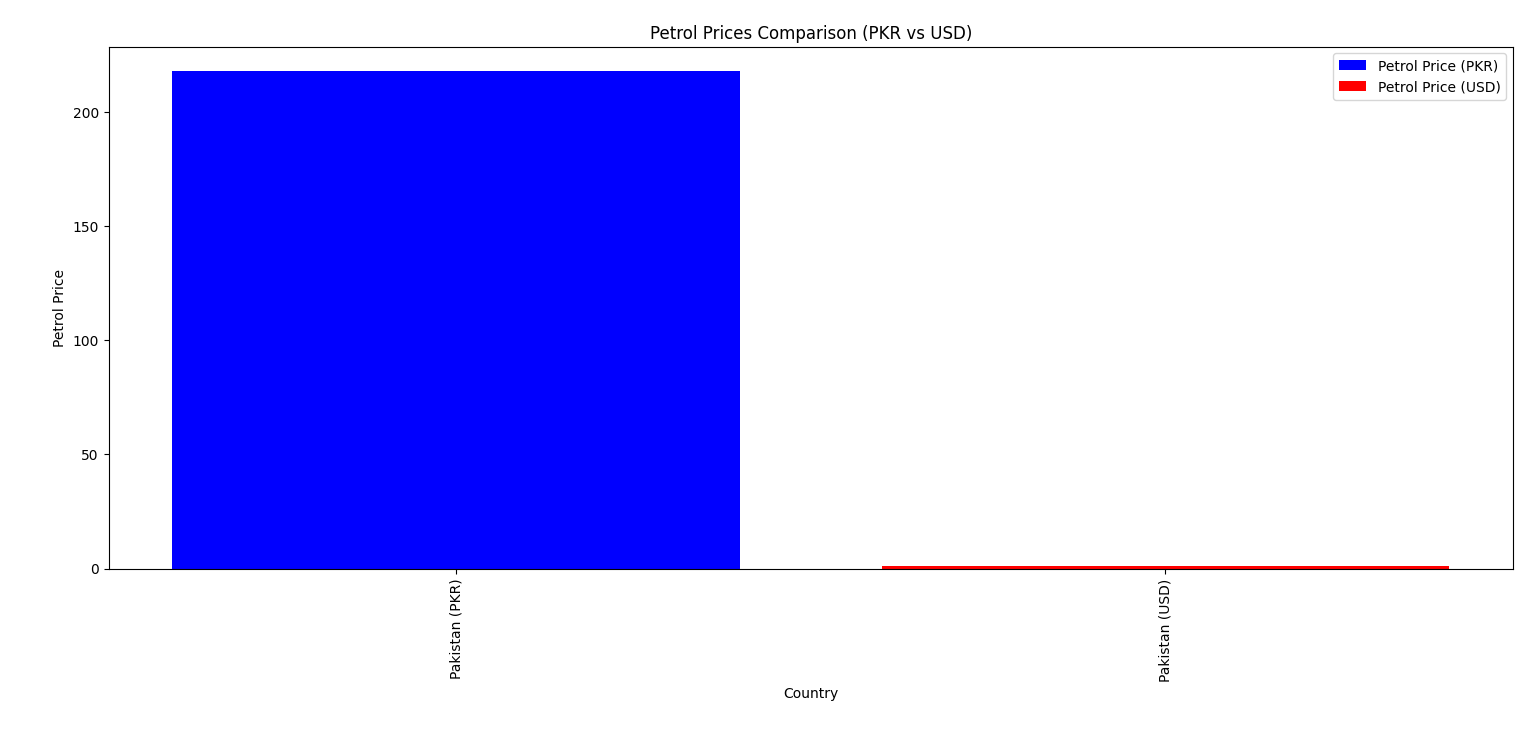 Petrol Prices Comparison (PKR vs USD)
Petrol Price (PKR)
Petrol Price (USD)
Petrol Price
200
150
100
50
0
Pakistan (PKR)
Pakistan (USD)
Country